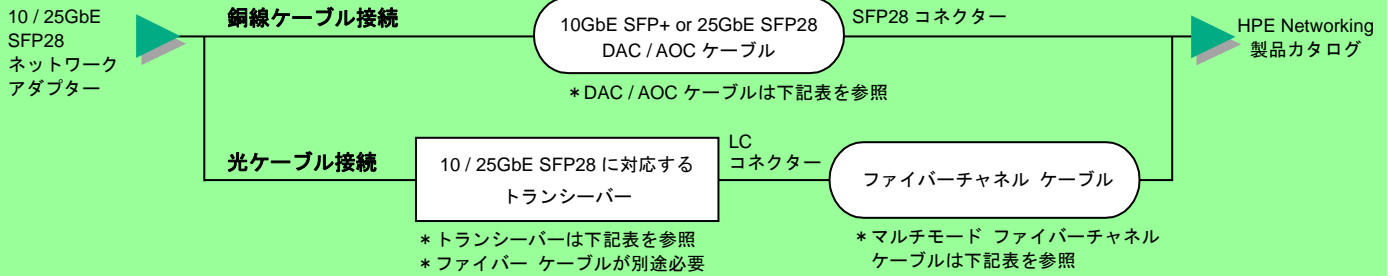 10 / 25GbE
SFP28
ネットワーク
アダプター
銅線ケーブル接続
10GbE SFP+ or 25GbE SFP28
DAC / AOC ケーブル
SFP28 コネクター
HPE Networking
製品カタログ
＊DAC / AOC ケーブルは下記表を参照
光ケーブル接続
10 / 25GbE SFP28 に対応する
トランシーバー
LC
コネクター
ファイバーチャネル ケーブル
＊トランシーバーは下記表を参照
＊ファイバー ケーブルが別途必要
＊マルチモード ファイバーチャネル
ケーブルは下記表を参照